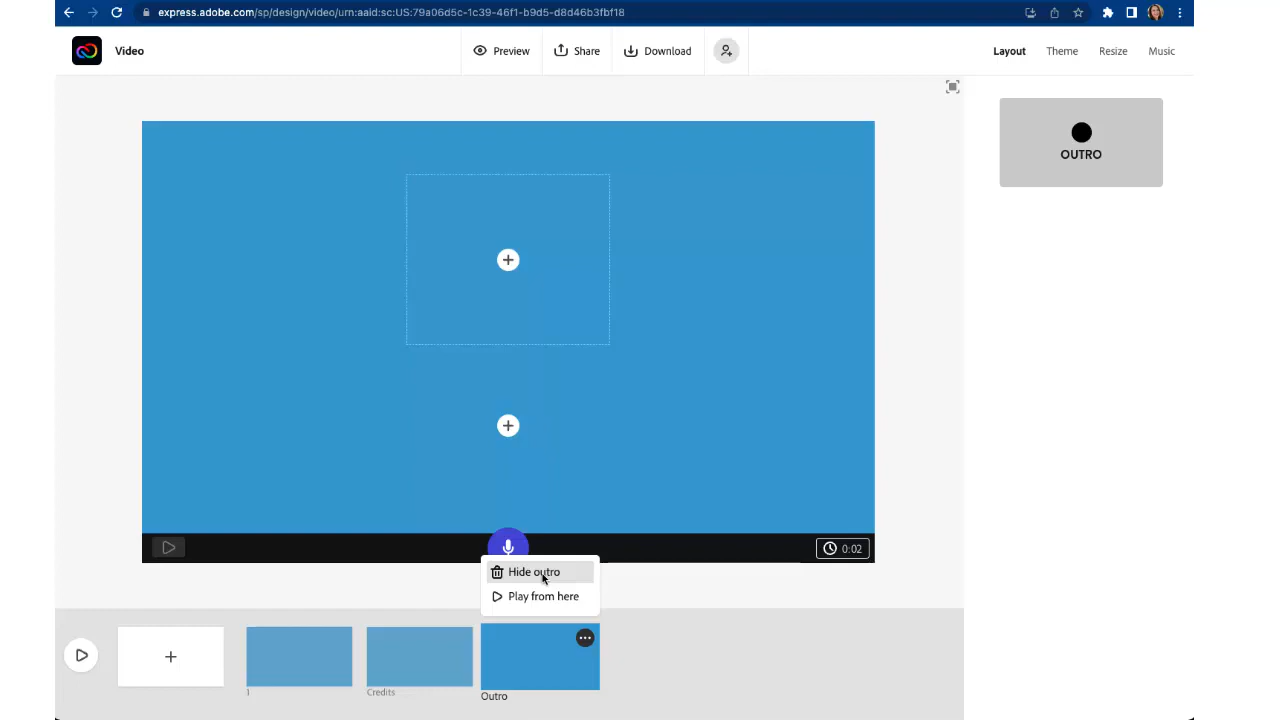 express.adobe.com/sp/design/video/urn:aaid:sc:US:79a06d5c-1c39-46f1-b9d5-d8d46b3fbf18
Video
Preview
Share
Download
Layout
Theme
Resize
Music
OUTRO
0:02
Hide outro
Play from here
1
Credits
Outro